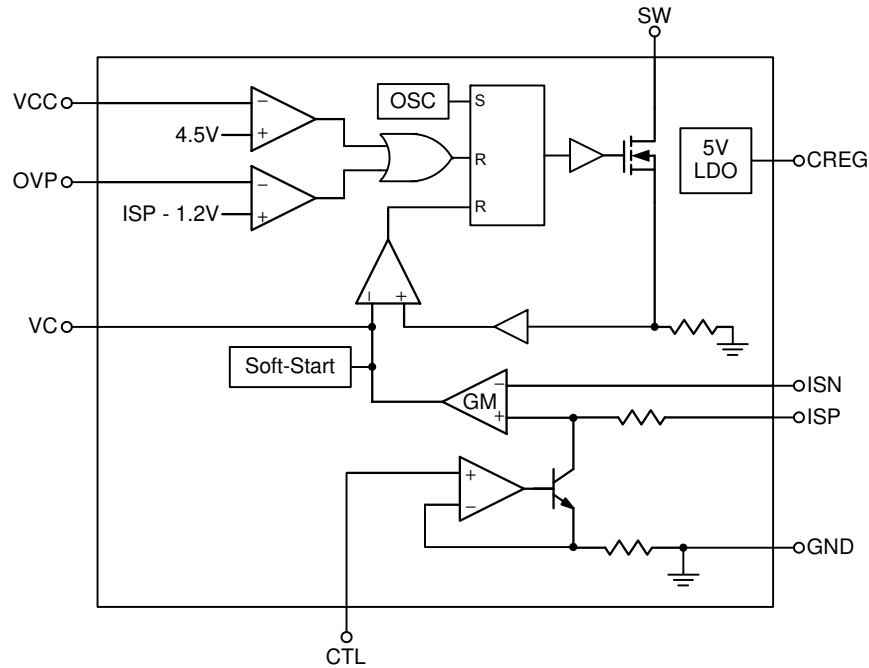 SW
VCC
−
4.5V
+
OSC
S
R
R
5V
LDO
CREG
OVP
−
ISP - 1.2V
+
− +
VC
Soft-Start
GM
−
+
ISN
ISP
+
−
GND
CTL